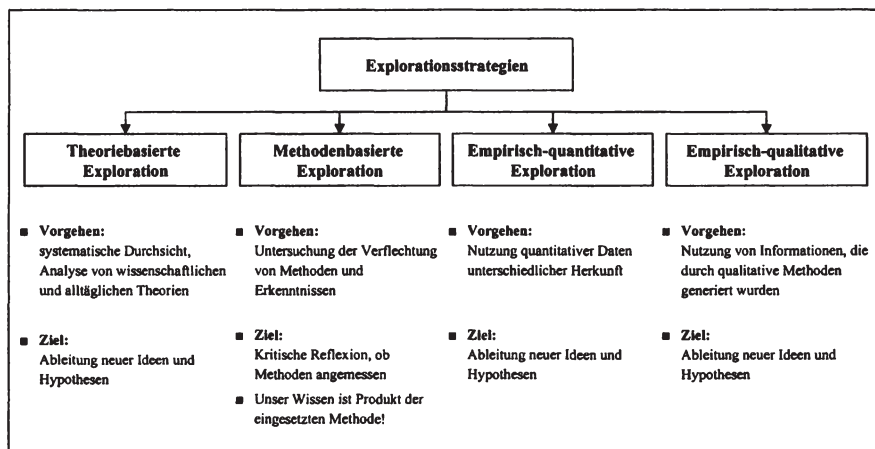 Explorationsstrategien
Theoriebasierte
Exploration
Methodenbasierte
Exploration
Empirisch-quantitative
Exploration
Empirisch-qualitative
Exploration
■ Vorgehen:
systematische Durchsicht,
Analyse von wissenschaftlichen
und alltäglichen Theorien
■ Ziel:
Ableitung neuer Ideen und
Hypothesen
■ Vorgehen:
Untersuchung der Verflechtung
von Methoden und
Erkenntnissen
■ Ziel:
Kritische Reflexion, ob
Methoden angemessen
■ Unser Wissen ist Produkt der
eingesetzten Methode!
■ Vorgehen:
Nutzung quantitativer Daten
unterschiedlicher Herkunft
■ Ziel:
Ableitung neuer Ideen und
Hypothesen
■ Vorgehen:
Nutzung von Informationen, die
durch qualitative Methoden
generiert wurden
■ Ziel:
Ableitung neuer Ideen und
Hypothesen